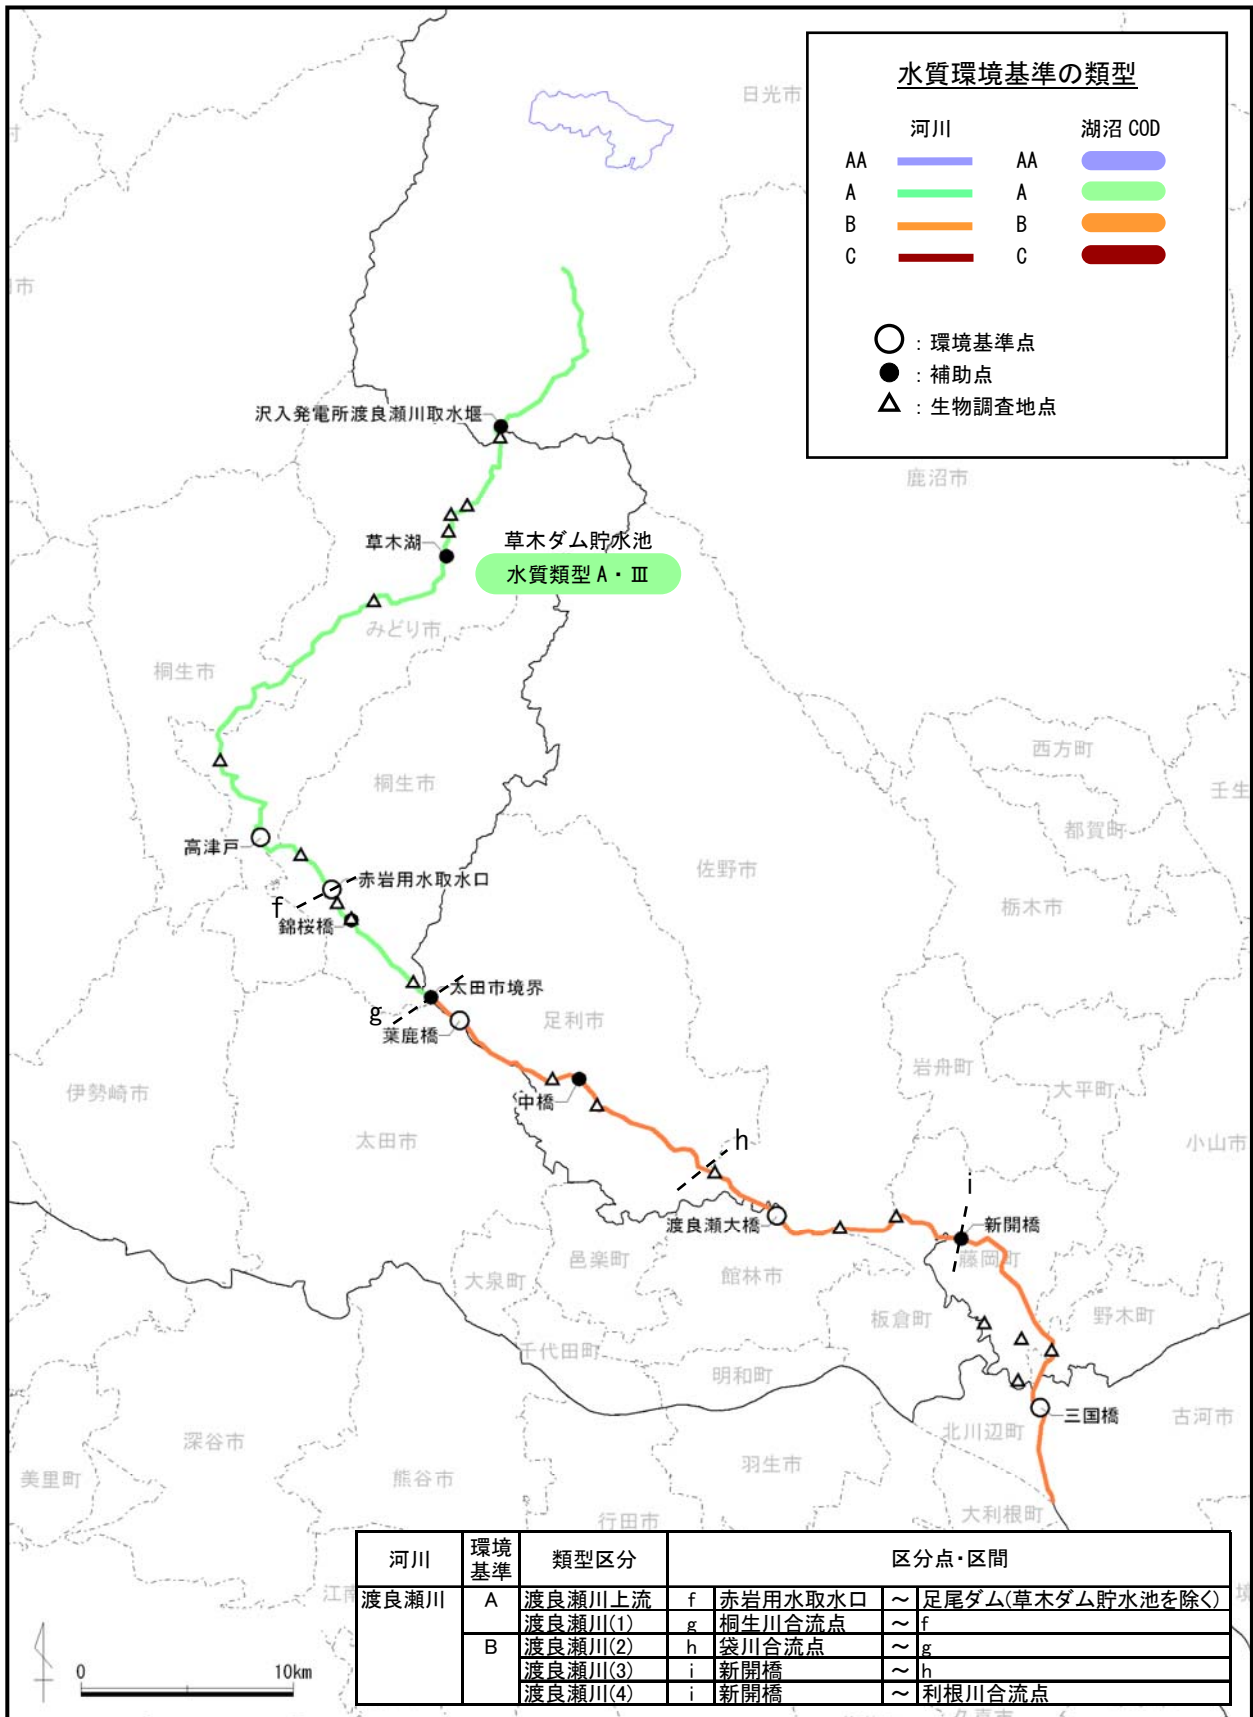 水質環境基準の類型
河川
湖沼 COD
AA
AA
A
A
B
B
C
C
：環境基準点
：補助点
：生物調査地点
日光市
村
市
沢入発電所渡良瀬川取水堰
鹿沼市
草木湖
草木ダム貯水池
水質類型 A・Ⅲ
みどり市
桐生市
西方町
桐生市
壬生
都賀町
高津戸
佐野市
赤岩用水取水口
f
栃木市
錦桜橋
太田市境界
g
葉鹿橋
足利市
岩舟町
伊勢崎市
大平町
中橋
太田市
h
小山市
i
渡良瀬大橋
新開橋
邑楽町
藤岡町
大泉町
館林市
板倉町
野木町
千代田町
明和町
三国橋
古河市
北川辺町
深谷市
羽生市
美里町
熊谷市
大利根町
行田市
河川
環境基準
類型区分
区分点・区間
渡良瀬川
A
渡良瀬川上流
f
赤岩用水取水口
～
足尾ダム(草木ダム貯水池を除く)
渡良瀬川(1)
g
桐生川合流点
～
f
B
渡良瀬川(2)
h
袋川合流点
～
g
渡良瀬川(3)
i
新開橋
～
h
渡良瀬川(4)
i
新開橋
～
利根川合流点
0
10km